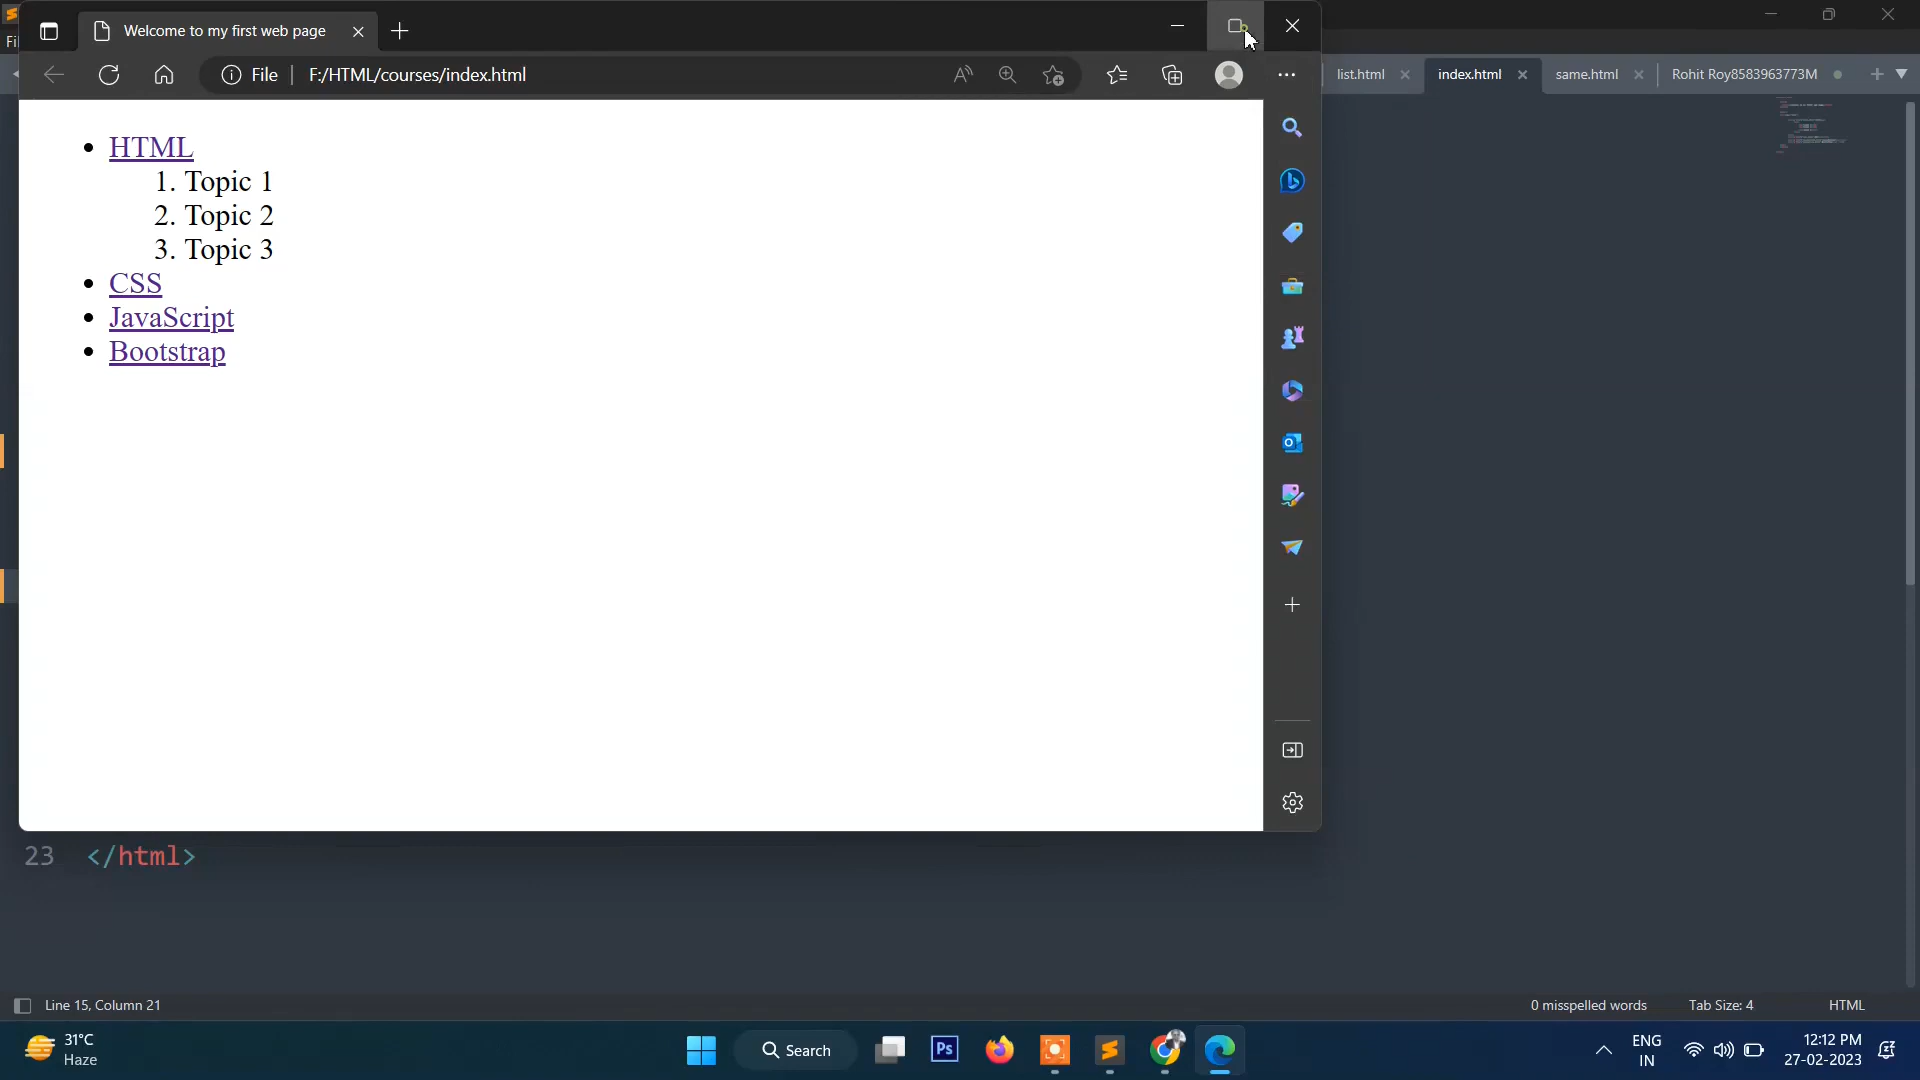 Welcome to my first web page
Fi
File
F:/HTML/courses/index.html
list.html
index.html
same.html
Rohit Roy8583963773M
• HTML
1. Topic 1
2. Topic 2
3. Topic 3
• CSS
• JavaScript
• Bootstrap
23 </html>
Line 15, Column 21
0 misspelled words
Tab Size: 4
HTML
31°C
Haze
Search
Ps
ENG
IN
12:12 PM
27-02-2023